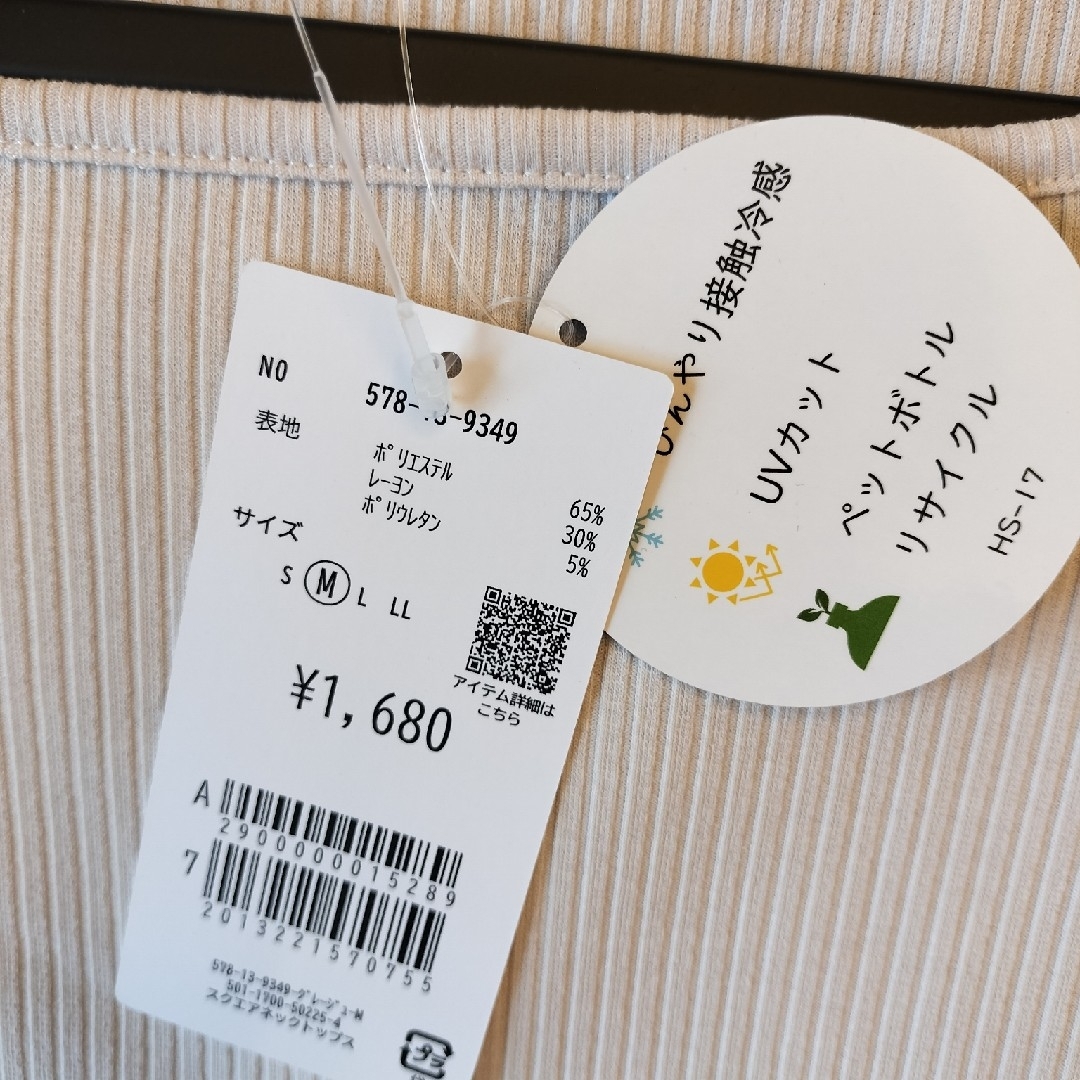 NO 578-13-9349
表地
ポリエステル 65%
レーヨン 30%
ポリウレタン 5%
サイズ
S M L LL
アイテム詳細は
こちら
¥1,680
A
2900000015289
7
2013221570755
578-13-9349-グレージュ-M
501-1700-50225-4
スクエアネックトップス
プラ
ひんやり接触冷感
UVカット
ペットボトル
リサイクル
HS-17